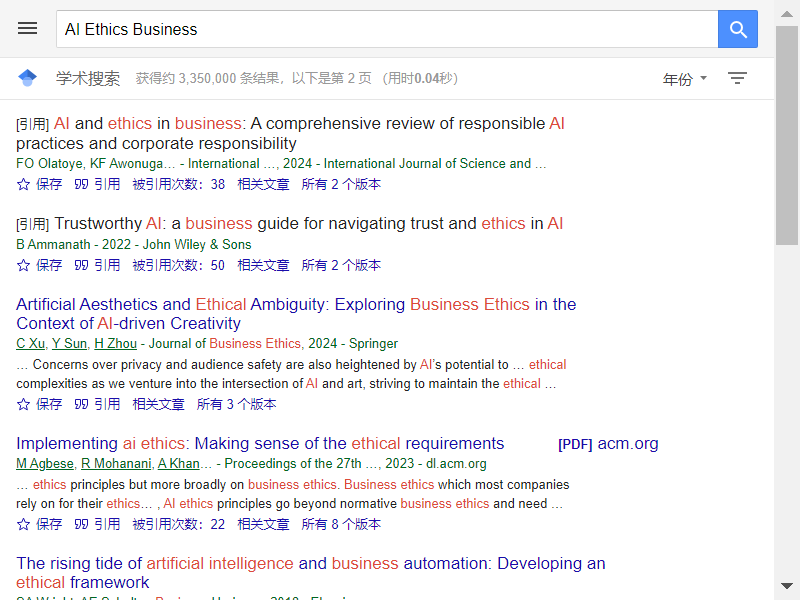 AI Ethics Business
学术搜索 获得约 3,350,000 条结果，以下是第 2 页 （用时0.04秒） 年份
[引用] AI and ethics in business: A comprehensive review of responsible AI
practices and corporate responsibility
FO Olatoye, KF Awonuga… - International …, 2024 - International Journal of Science and …
保存 引用 被引用次数：38 相关文章 所有 2 个版本
[引用] Trustworthy AI: a business guide for navigating trust and ethics in AI
B Ammanath - 2022 - John Wiley & Sons
保存 引用 被引用次数：50 相关文章 所有 2 个版本
Artificial Aesthetics and Ethical Ambiguity: Exploring Business Ethics in the
Context of AI-driven Creativity
C Xu, Y Sun, H Zhou - Journal of Business Ethics, 2024 - Springer
… Concerns over privacy and audience safety are also heightened by AI's potential to … ethical
complexities as we venture into the intersection of AI and art, striving to maintain the ethical …
保存 引用 相关文章 所有 3 个版本
Implementing ai ethics: Making sense of the ethical requirements [PDF] acm.org
M Agbese, R Mohanani, A Khan… - Proceedings of the 27th …, 2023 - dl.acm.org
… ethics principles but more broadly on business ethics. Business ethics which most companies
rely on for their ethics… , AI ethics principles go beyond normative business ethics and need …
保存 引用 被引用次数：22 相关文章 所有 8 个版本
The rising tide of artificial intelligence and business automation: Developing an
ethical framework